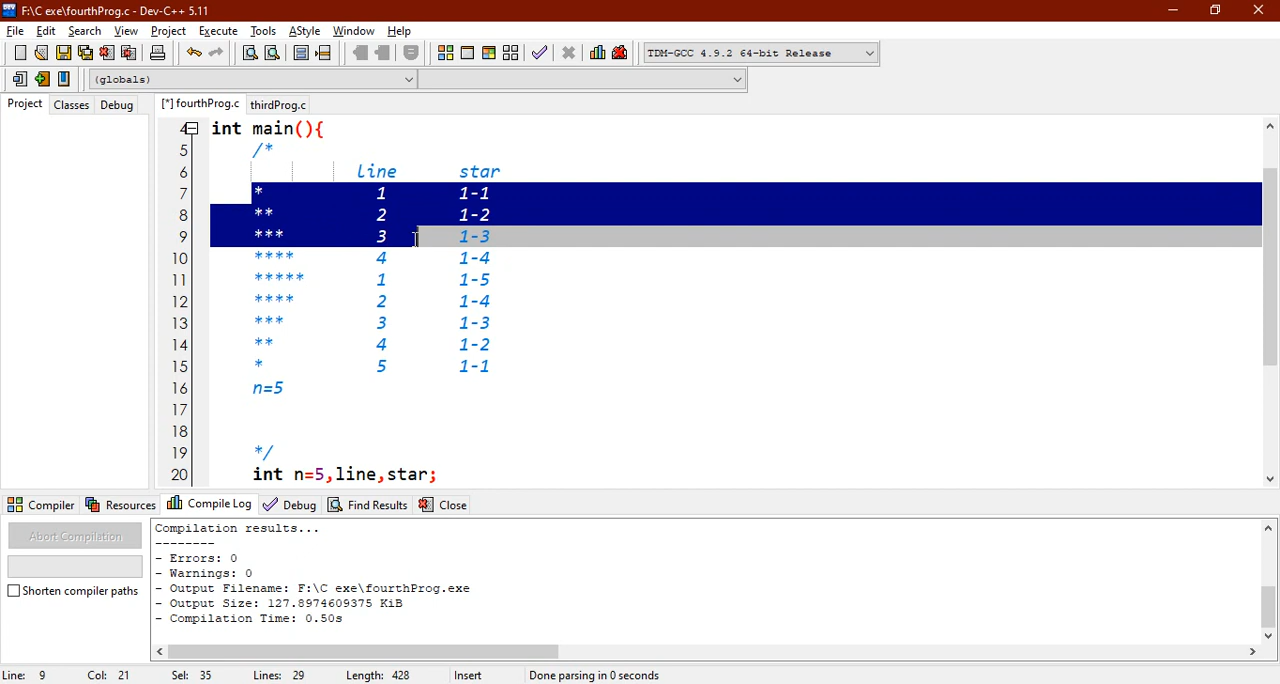 F:\C exe\fourthProg.c - Dev-C++ 5.11
File Edit Search View Project Execute Tools AStyle Window Help
TDM-GCC 4.9.2 64-bit Release
(globals)
Project Classes Debug [*] fourthProg.c thirdProg.c
4 int main(){
5 /*
6 line star
7 * 1 1-1
8 ** 2 1-2
9 *** 3 1-3
10 **** 4 1-4
11 ***** 1 1-5
12 **** 2 1-4
13 *** 3 1-3
14 ** 4 1-2
15 * 5 1-1
16 n=5
17
18
19 */
20 int n=5,line,star;
Compiler Resources Compile Log Debug Find Results Close
Abort Compilation
Shorten compiler paths
Compilation results...
--------
- Errors: 0
- Warnings: 0
- Output Filename: F:\C exe\fourthProg.exe
- Output Size: 127.8974609375 KiB
- Compilation Time: 0.50s
Line: 9 Col: 21 Sel: 35 Lines: 29 Length: 428 Insert Done parsing in 0 seconds